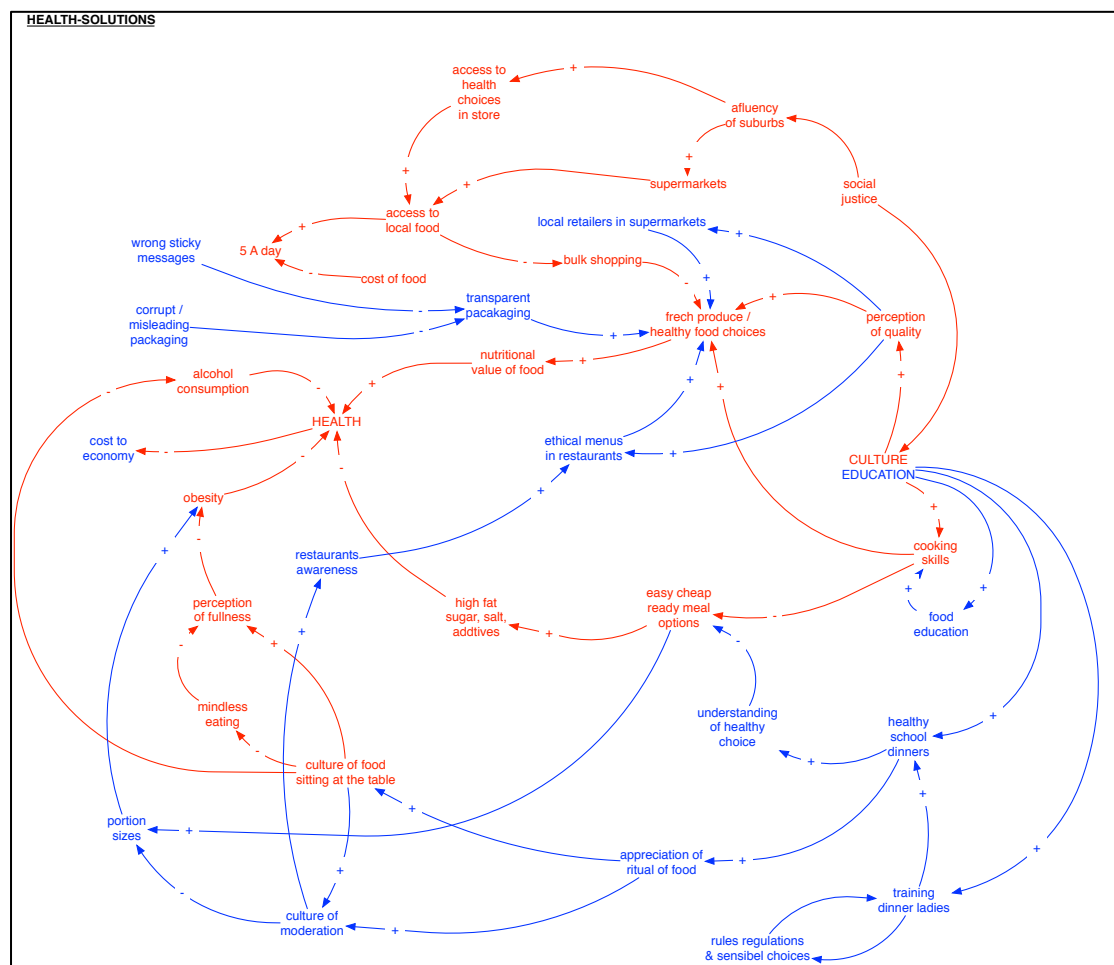 HEALTH-SOLUTIONS
access to
health
choices
in store
+
afluency
of suburbs
+
+
supermarkets
+
social
justice
access to
local food
local retailers in supermarkets
+
+
wrong sticky
messages
5 A day
-
bulk shopping
-
+
-
cost of food
corrupt /
misleading
packaging
-
-
transparent
pacakaging
+
frech produce /
healthy food choices
+
perception
of quality
nutritional
value of food
+
+
+
alcohol
consumption
-
-
+
HEALTH
cost to
economy
-
-
ethical menus
in restaurants
+
CULTURE
EDUCATION
-
obesity
+
+
+
restaurants
awareness
+
-
cooking
skills
perception
of fullness
+
high fat
sugar, salt,
addtives
+
easy cheap
ready meal
options
-
+
+
food
education
-
-
mindless
eating
-
understanding
of healthy
choice
+
healthy
school
dinners
+
culture of food
sitting at the table
+
+
+
portion
sizes
+
+
appreciation of
ritual of food
+
+
-
culture of
moderation
+
training
dinner ladies
rules regulations
& sensibel choices